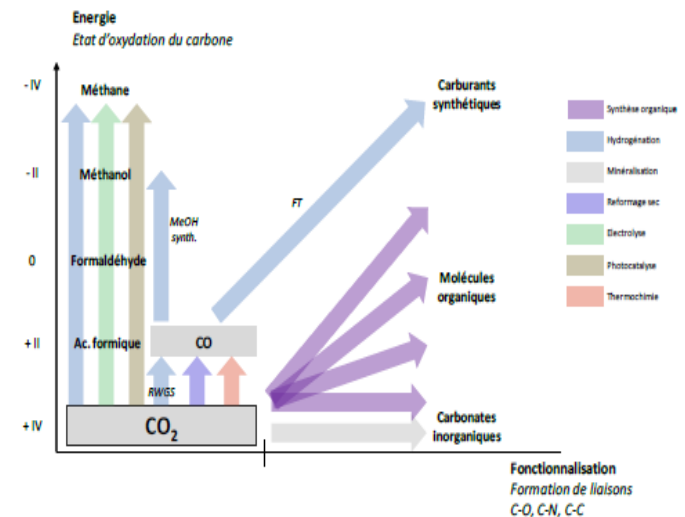 Energie
Etat d'oxydation du carbone
- IV
Méthane
Carburants
synthétiques
Synthèse organique
Hydrogénation
Minéralisation
Reformage sec
Electrolyse
Photocatalyse
Thermochimie
- II
Méthanol
MeOH
synth.
FT
0
Formaldéhyde
Molécules
organiques
+ II
Ac. formique
CO
RWGS
+ IV
CO₂
Carbonates
inorganiques
Fonctionnalisation
Formation de liaisons
C-O, C-N, C-C